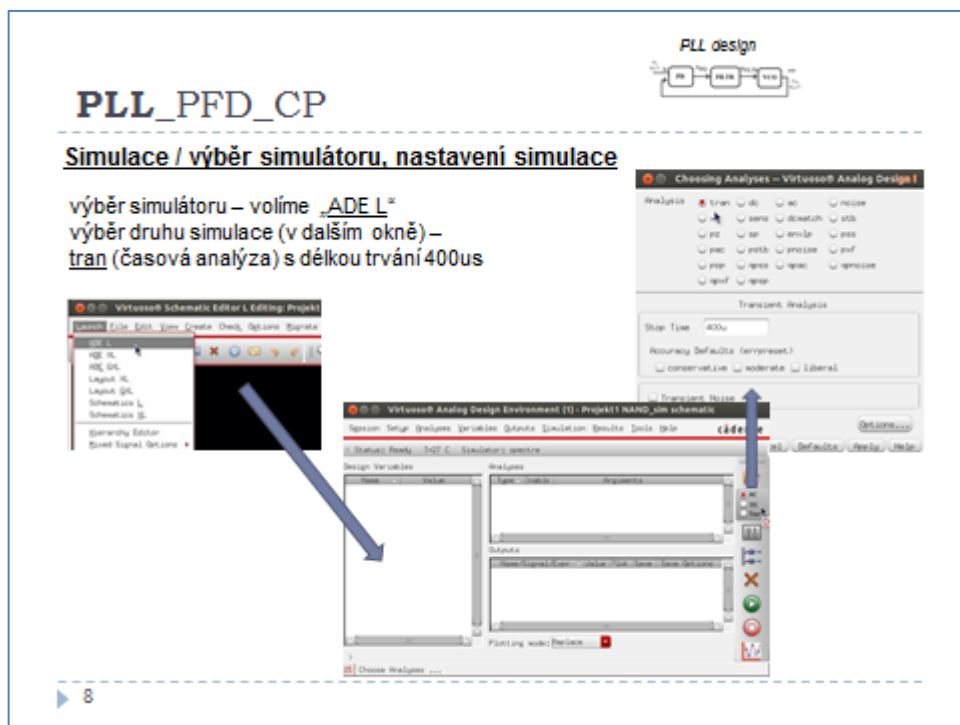 PLL design
PD
FILTR
VCO
PLL_PFD_CP
Simulace / výběr simulátoru, nastavení simulace
výběr simulátoru – volíme „ADE L“
výběr druhu simulace (v dalším okně) –
tran (časová analýza) s délkou trvání 400us
Choosing Analyses – Virtuoso® Analog Design
Analysis tran dc ac noise
sens dcmatch stb
pz sp envlp pss
pac pstb pnoise pxf
psp qpss qpac qpnoise
qpxf qpsp
Transient Analysis
Stop Time 400u
Accuracy Defaults (errpreset)
conservative moderate liberal
Transient Noise
Options...
Defaults Apply Help
Virtuoso® Schematic Editor L Editing: Projekt
Launch File Edit View Create Check Options Migrate
ADE L
ADE XL
ADE GXL
Layout XL
Layout GXL
Schematics L
Schematics XL
Hierarchy Editor
Mixed Signal Options
Virtuoso® Analog Design Environment (1) - Projekt1 NAND_sim schematic
Session Setup Analyses Variables Outputs Simulation Results Tools Help
cādence
Status: Ready T=27 C Simulator: spectre
Design Variables
Name Value
Analyses
Type Enable Arguments
AC
DC
Trans
Outputs
Name/Signal/Expr Value Plot Save Save Options
Plotting mode: Replace
Choose Analyses ...
8